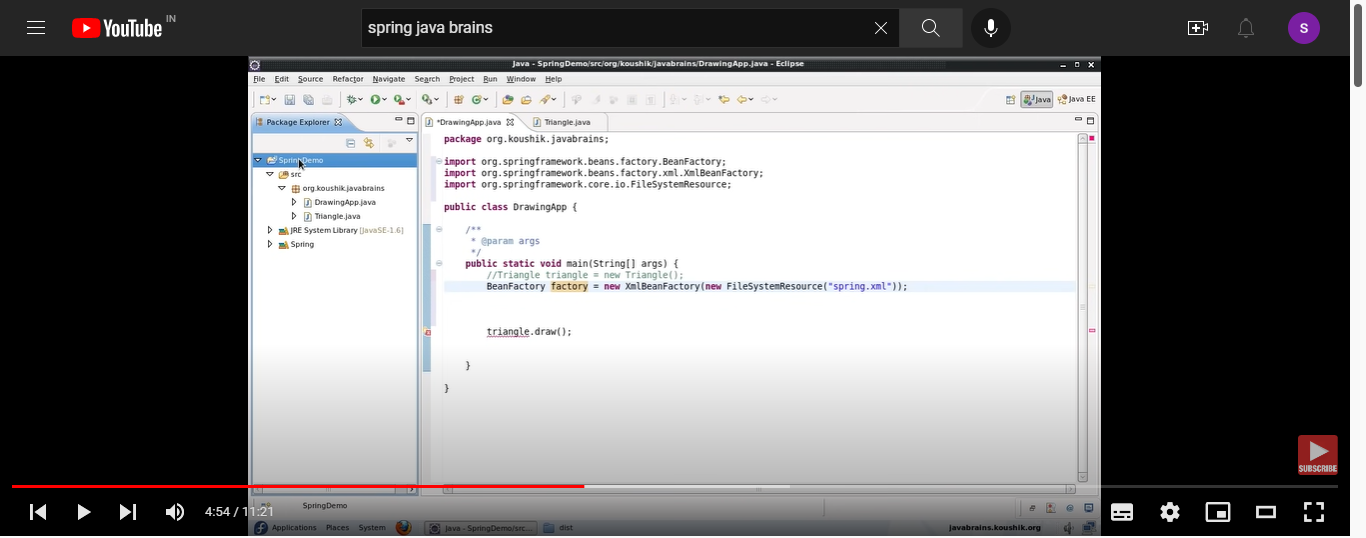 YouTube IN
spring java brains
S
Java - SpringDemo/src/org/koushik/javabrains/DrawingApp.java - Eclipse
File Edit Source Refactor Navigate Search Project Run Window Help
Java Java EE
Package Explorer
*DrawingApp.java Triangle.java
SpringDemo
src
org.koushik.javabrains
DrawingApp.java
Triangle.java
JRE System Library [JavaSE-1.6]
Spring
package org.koushik.javabrains;
import org.springframework.beans.factory.BeanFactory;
import org.springframework.beans.factory.xml.XmlBeanFactory;
import org.springframework.core.io.FileSystemResource;
public class DrawingApp {
/**
* @param args
*/
public static void main(String[] args) {
//Triangle triangle = new Triangle();
BeanFactory factory = new XmlBeanFactory(new FileSystemResource("spring.xml"));
triangle.draw();
}
}
SUBSCRIBE
SpringDemo
4:54 / 11:21
Applications Places System
Java - SpringDemo/src...
dist
javabrains.koushik.org